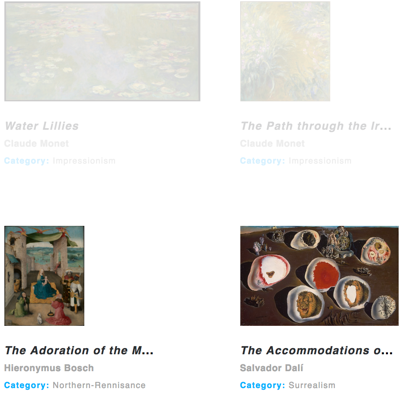 Water Lillies
The Path through the Ir...
Claude Monet
Claude Monet
Category: Impressionism
Category: Impressionism
The Adoration of the M...
The Accommodations o...
Hieronymus Bosch
Salvador Dalí
Category: Northern-Rennisance
Category: Surrealism